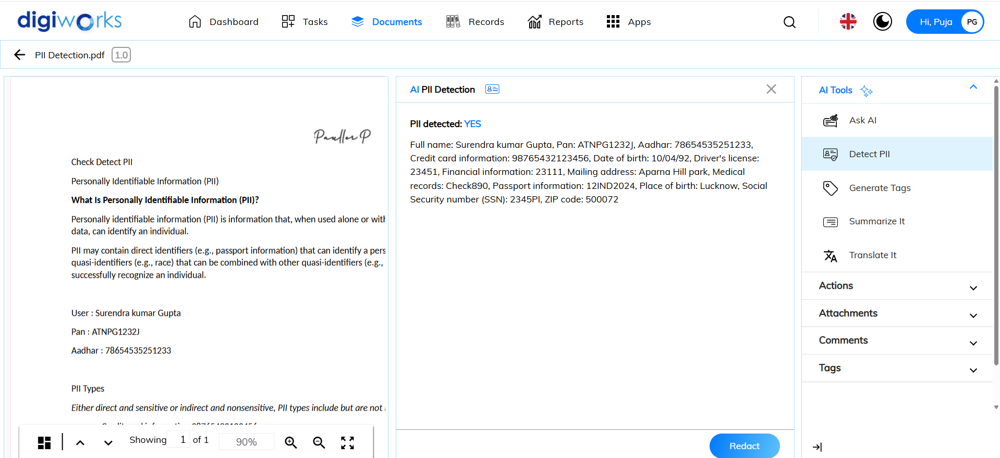 digiworks
Dashboard
Tasks
Documents
Records
Reports
Apps
Hi, Puja
PG
PII Detection.pdf
1.0
Check Detect PII
Personally Identifiable Information (PII)
What Is Personally Identifiable Information (PII)?
Personally identifiable information (PII) is information that, when used alone or with
data, can identify an individual.
PII may contain direct identifiers (e.g., passport information) that can identify a pers
quasi-identifiers (e.g., race) that can be combined with other quasi-identifiers (e.g.,
successfully recognize an individual.
User : Surendra kumar Gupta
Pan : ATNPG1232J
Aadhar : 78654535251233
PII Types
Either direct and sensitive or indirect and nonsensitive, PII types include but are not
Showing 1 of 1
90%
AI PII Detection
PII detected: YES
Full name: Surendra kumar Gupta, Pan: ATNPG1232J, Aadhar: 78654535251233,
Credit card information: 98765432123456, Date of birth: 10/04/92, Driver's license:
23451, Financial information: 23111, Mailing address: Aparna Hill park, Medical
records: Check890, Passport information: 12IND2024, Place of birth: Lucknow, Social
Security number (SSN): 2345PI, ZIP code: 500072
Redact
AI Tools
Ask AI
Detect PII
Generate Tags
Summarize It
Translate It
Actions
Attachments
Comments
Tags